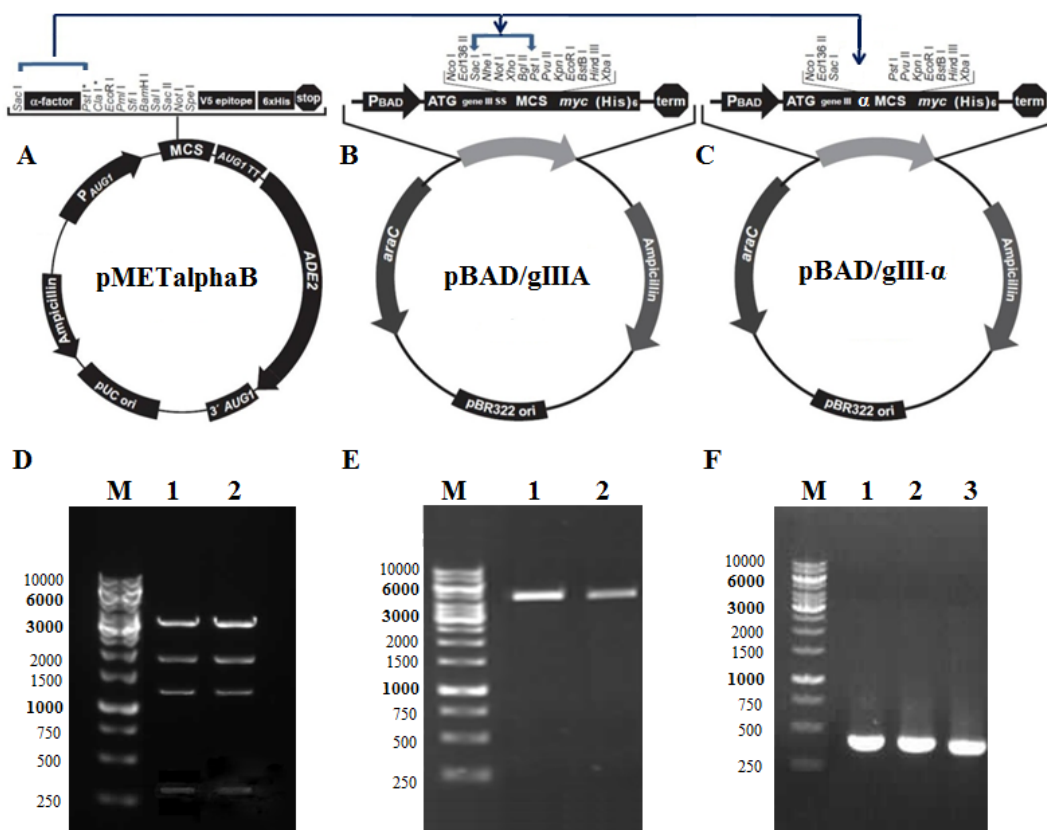 Sac I
α-factor
Pst I*
Cla I *
EcoR I
Pml I
Sfi I
BamH I
Sal I
Sac II
Not I
Spe I
V5 epitope
6xHis
stop
Nco I
Ecl136 II
Sac I
Nhe I
Not I
Xho I
Bgl II
Pst I
Pvu II
Kpn I
EcoR I
BstB I
Hind III
Xba I
PBAD
ATG gene III SS MCS myc (His)6
term
Nco I
Ecl136 II
Sac I
Pst I
Pvu II
Kpn I
EcoR I
BstB I
Hind III
Xba I
PBAD
ATG gene III α MCS myc (His)6
term
A
B
C
MCS
AUG1 TT
P AUG1
ADE2
Ampicillin
pUC ori
3´ AUG1
pMETalphaB
araC
Ampicillin
pBR322 ori
pBAD/gIIIA
araC
Ampicillin
pBR322 ori
pBAD/gIII-α
D
M 1 2
10000
6000
3000
2000
1500
1000
750
500
250
E
M 1 2
10000
6000
3000
2000
1500
1000
750
500
250
F
M 1 2 3
10000
6000
3000
2000
1500
1000
750
500
250